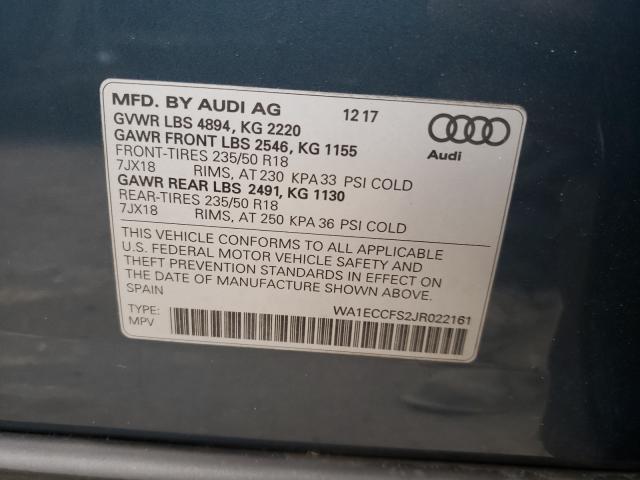 MFD. BY AUDI AG 12 17
GVWR LBS 4894, KG 2220
GAWR FRONT LBS 2546, KG 1155
FRONT-TIRES 235/50 R18
7JX18 RIMS, AT 230 KPA 33 PSI COLD
GAWR REAR LBS 2491, KG 1130
REAR-TIRES 235/50 R18
7JX18 RIMS, AT 250 KPA 36 PSI COLD
Audi
THIS VEHICLE CONFORMS TO ALL APPLICABLE
U.S. FEDERAL MOTOR VEHICLE SAFETY AND
THEFT PREVENTION STANDARDS IN EFFECT ON
THE DATE OF MANUFACTURE SHOWN ABOVE.
SPAIN
TYPE: WA1ECCFS2JR022161
MPV